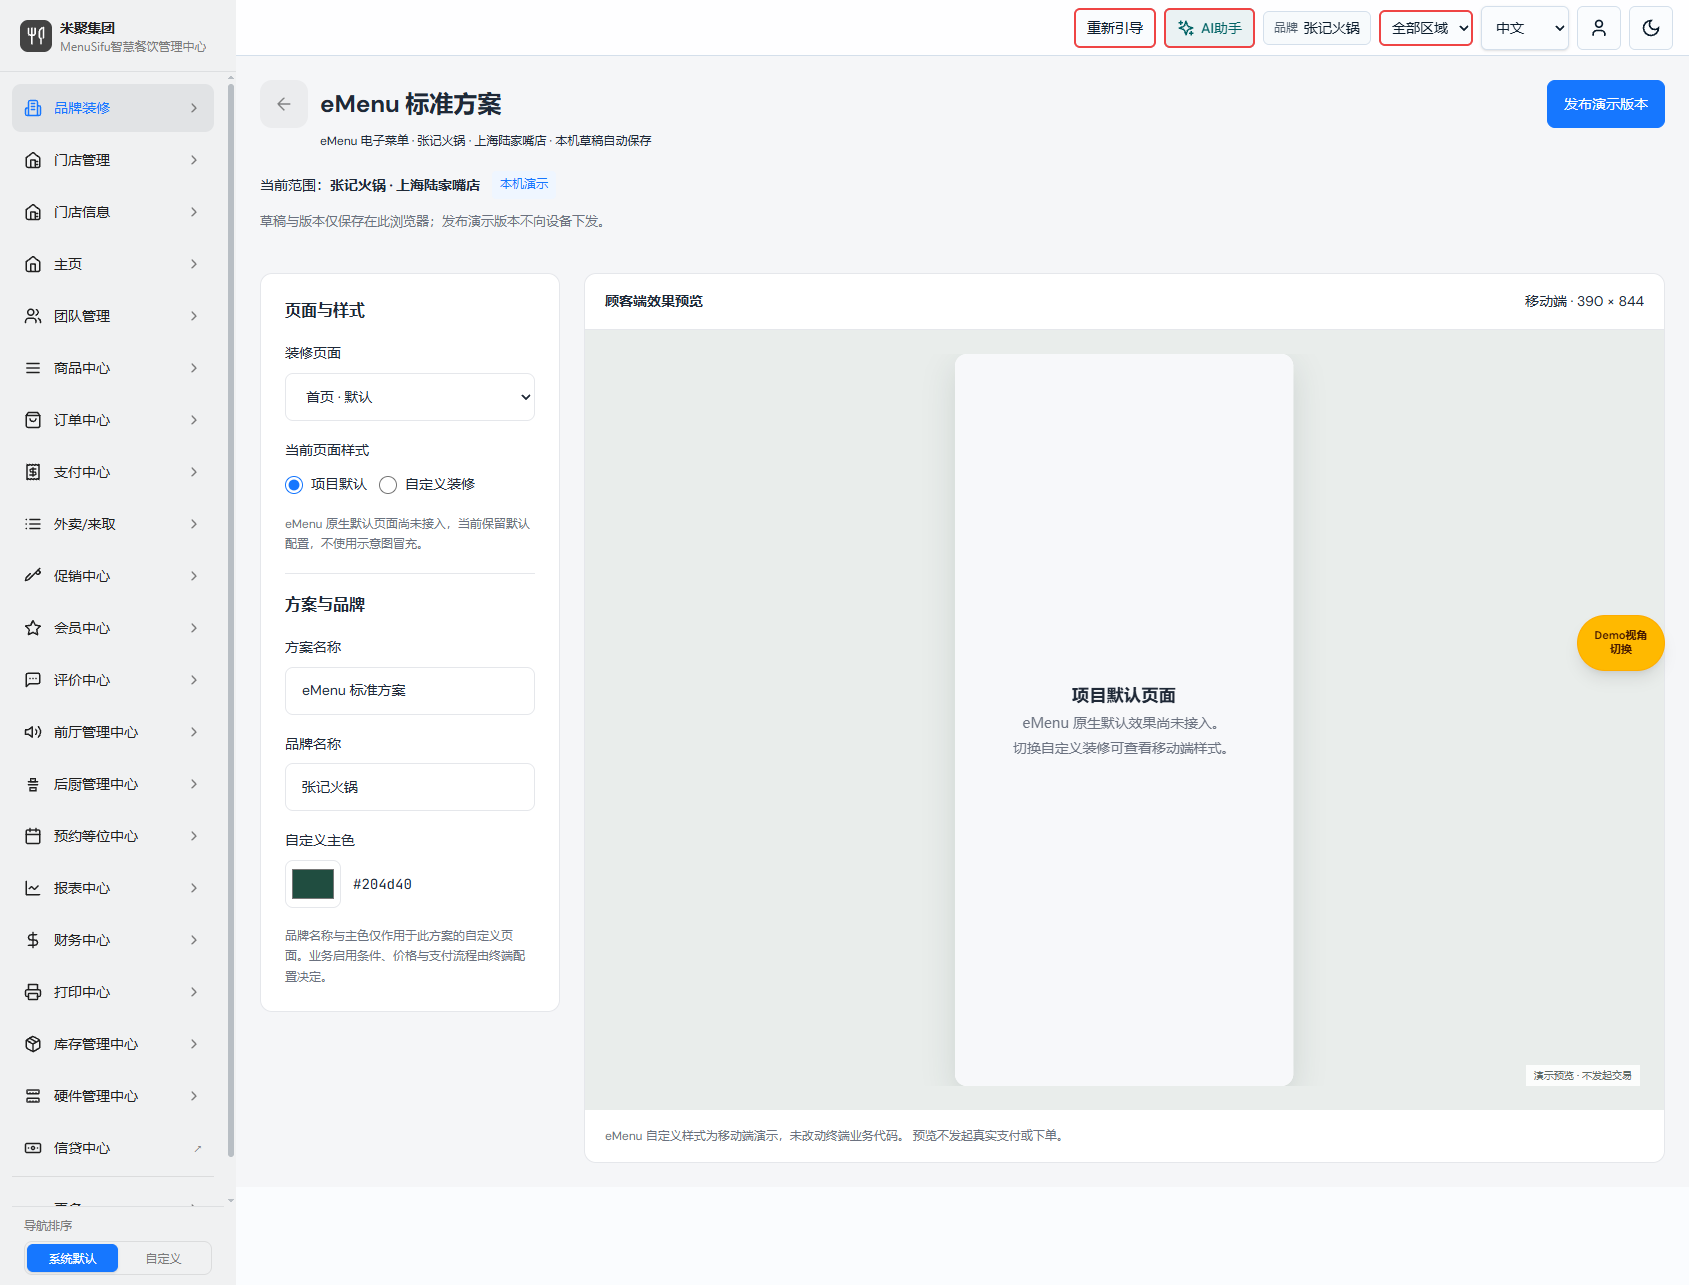 米聚集团
MenuSifu智慧餐饮管理中心
重新引导
AI助手
品牌 张记火锅
全部区域
中文
品牌装修
门店管理
门店信息
主页
团队管理
商品中心
订单中心
支付中心
外卖/来取
促销中心
会员中心
评价中心
前厅管理中心
后厨管理中心
预约等位中心
报表中心
财务中心
打印中心
库存管理中心
硬件管理中心
信贷中心
导航排序
系统默认
自定义
eMenu 标准方案
eMenu 电子菜单 · 张记火锅 · 上海陆家嘴店 · 本机草稿自动保存
发布演示版本
当前范围：张记火锅 · 上海陆家嘴店
本机演示
草稿与版本仅保存在此浏览器；发布演示版本不向设备下发。
页面与样式
装修页面
首页 · 默认
当前页面样式
项目默认
自定义装修
eMenu 原生默认页面尚未接入，当前保留默认
配置，不使用示意图冒充。
方案与品牌
方案名称
eMenu 标准方案
品牌名称
张记火锅
自定义主色
#204d40
品牌名称与主色仅作用于此方案的自定义页
面。业务启用条件、价格与支付流程由终端配
置决定。
顾客端效果预览
移动端 · 390 × 844
项目默认页面
eMenu 原生默认效果尚未接入。
切换自定义装修可查看移动端样式。
Demo视角
切换
演示预览 · 不发起交易
eMenu 自定义样式为移动端演示，未改动终端业务代码。 预览不发起真实支付或下单。